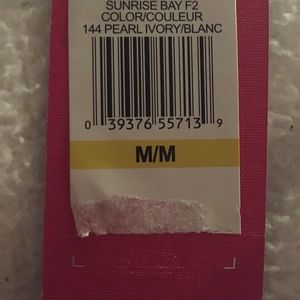 SUNRISE BAY F2
COLOR/COULEUR
144 PEARL IVORY/BLANC
0 39376 55713 9
M/M